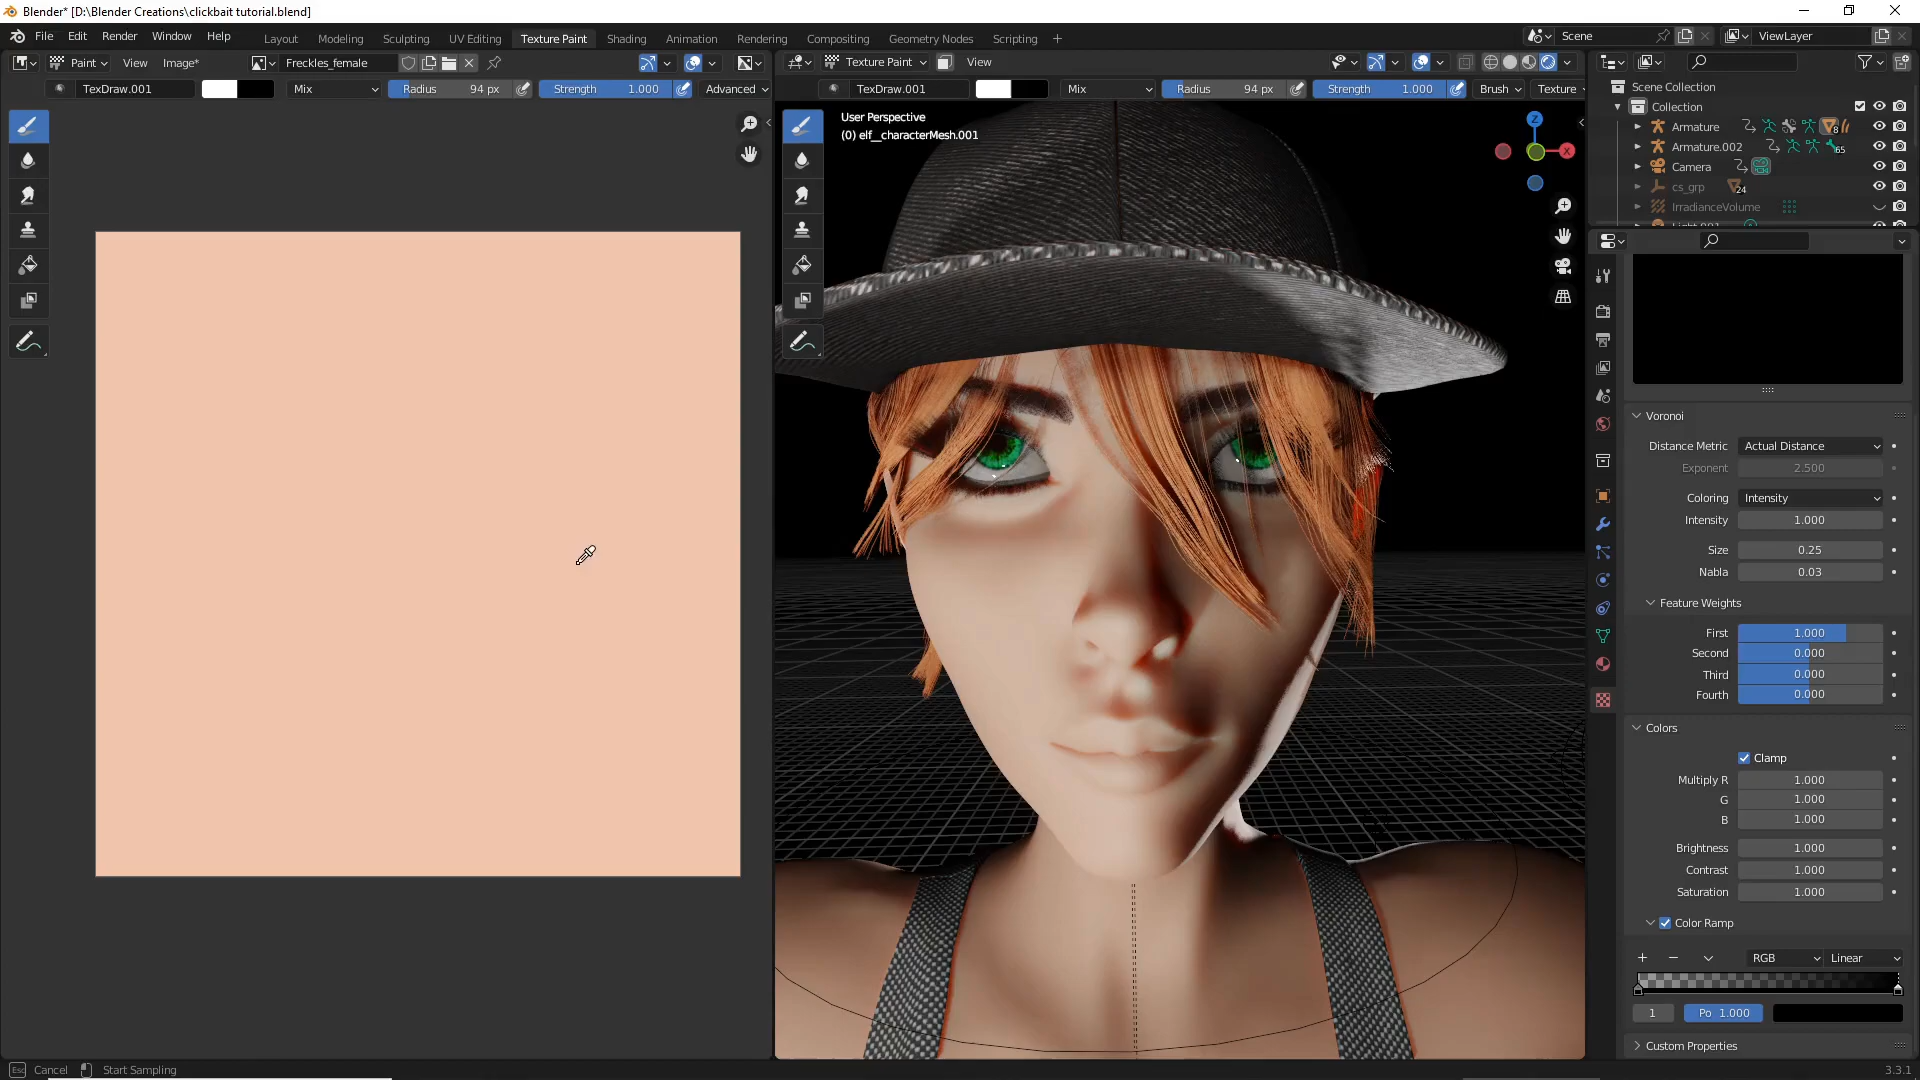 Blender* [D:\Blender Creations\clickbait tutorial.blend]
File Edit Render Window Help
Layout Modeling Sculpting UV Editing Texture Paint Shading Animation Rendering Compositing Geometry Nodes Scripting +
Scene ViewLayer
Paint View Image* Freckles_female
TexDraw.001 Mix Radius 94 px Strength 1.000 Advanced
Texture Paint View
TexDraw.001 Mix Radius 94 px Strength 1.000 Brush Texture
User Perspective
(0) elf__characterMesh.001
Z
X
Scene Collection
Collection
Armature 8
Armature.002 65
Camera
cs_grp 24
IrradianceVolume
Voronoi
Distance Metric Actual Distance
Exponent 2.500
Coloring Intensity
Intensity 1.000
Size 0.25
Nabla 0.03
Feature Weights
First 1.000
Second 0.000
Third 0.000
Fourth 0.000
Colors
Clamp
Multiply R 1.000
G 1.000
B 1.000
Brightness 1.000
Contrast 1.000
Saturation 1.000
Color Ramp
RGB Linear
1 Po 1.000
Custom Properties
Esc Cancel Start Sampling
3.3.1